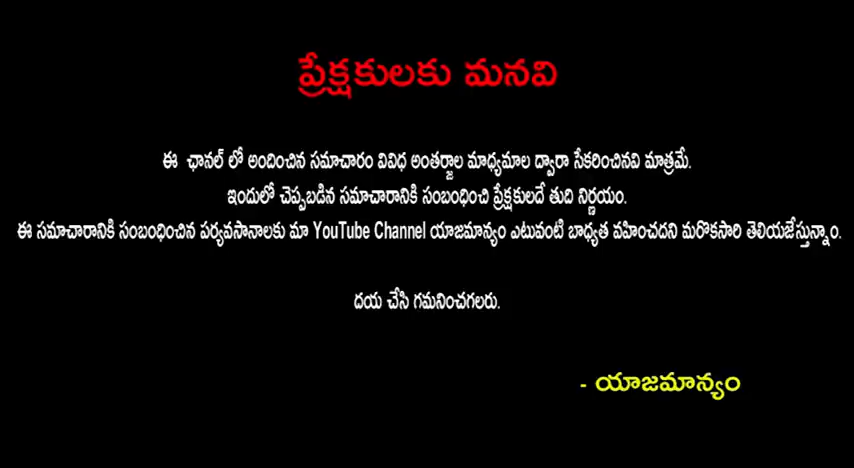 ప్రేక్షకులకు మనవి
ఈ ఛానల్ లో అందించిన సమాచారం వివిధ అంతర్జాల మాధ్యమాల ద్వారా సేకరించినవి మాత్రమే.
ఇందులో చెప్పబడిన సమాచారానికి సంబంధించి ప్రేక్షకులదే తుది నిర్ణయం.
ఈ సమాచారానికి సంబంధించిన పర్యవసానాలకు మా YouTube Channel యాజమాన్యం ఎటువంటి బాధ్యత వహించదని మరొకసారి తెలియజేస్తున్నాం.
దయ చేసి గమనించగలరు.
- యాజమాన్యం